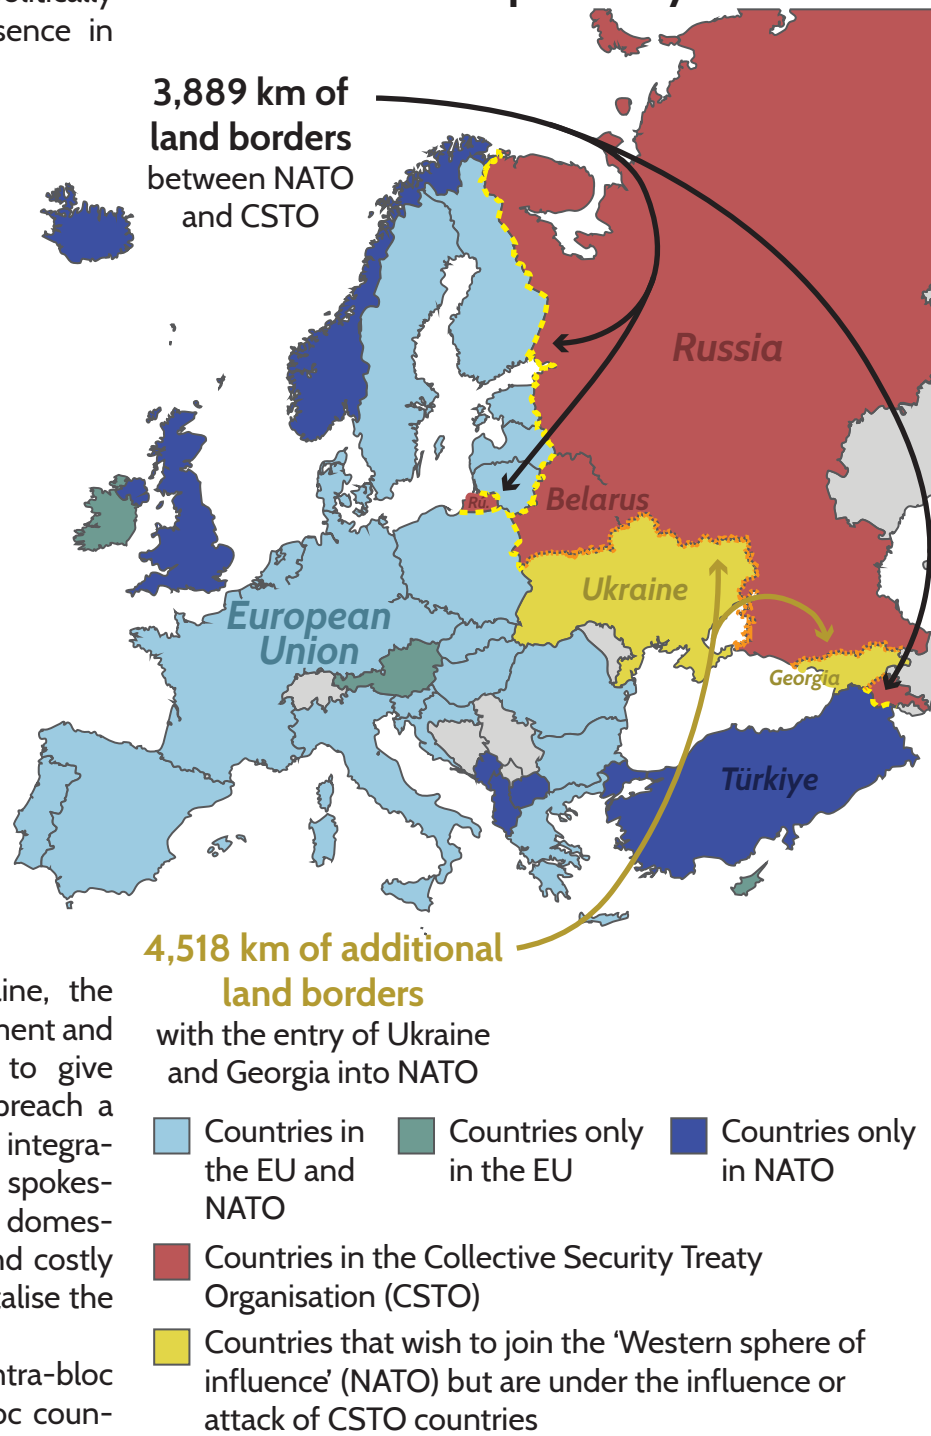 sence in
3,889 km of
land borders
between NATO
and CSTO
Russia
Ru.
Belarus
Ukraine
European
Union
Georgia
Türkiye
4,518 km of additional
land borders
with the entry of Ukraine
and Georgia into NATO
ine, the
nent and
to give
breach a
integra-
spokes-
domes-
nd costly
talise the
ntra-bloc
oc coun-
Countries in
the EU and
NATO
Countries only
in the EU
Countries only
in NATO
Countries in the Collective Security Treaty
Organisation (CSTO)
Countries that wish to join the ‘Western sphere of
influence’ (NATO) but are under the influence or
attack of CSTO countries